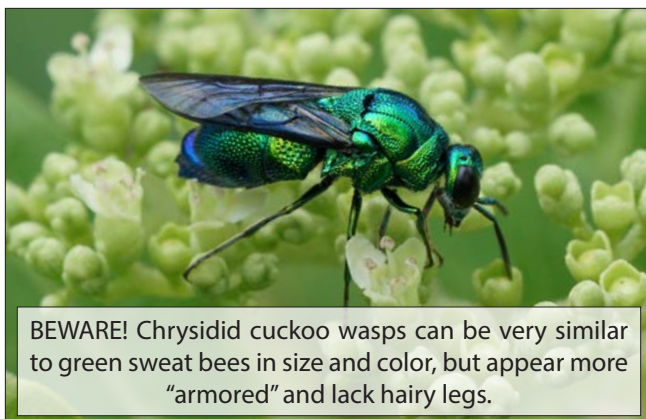 BEWARE! Chrysidid cuckoo wasps can be very similar
to green sweat bees in size and color, but appear more
“armored” and lack hairy legs.